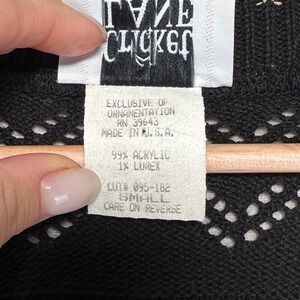 Cricket
LANE
EXCLUSIVE OF
ORNAMENTATION
RN 39643
MADE IN U.S.A.
99% ACRYLIC
1% LUREX
CUT# 095-182
SMALL
CARE ON REVERSE